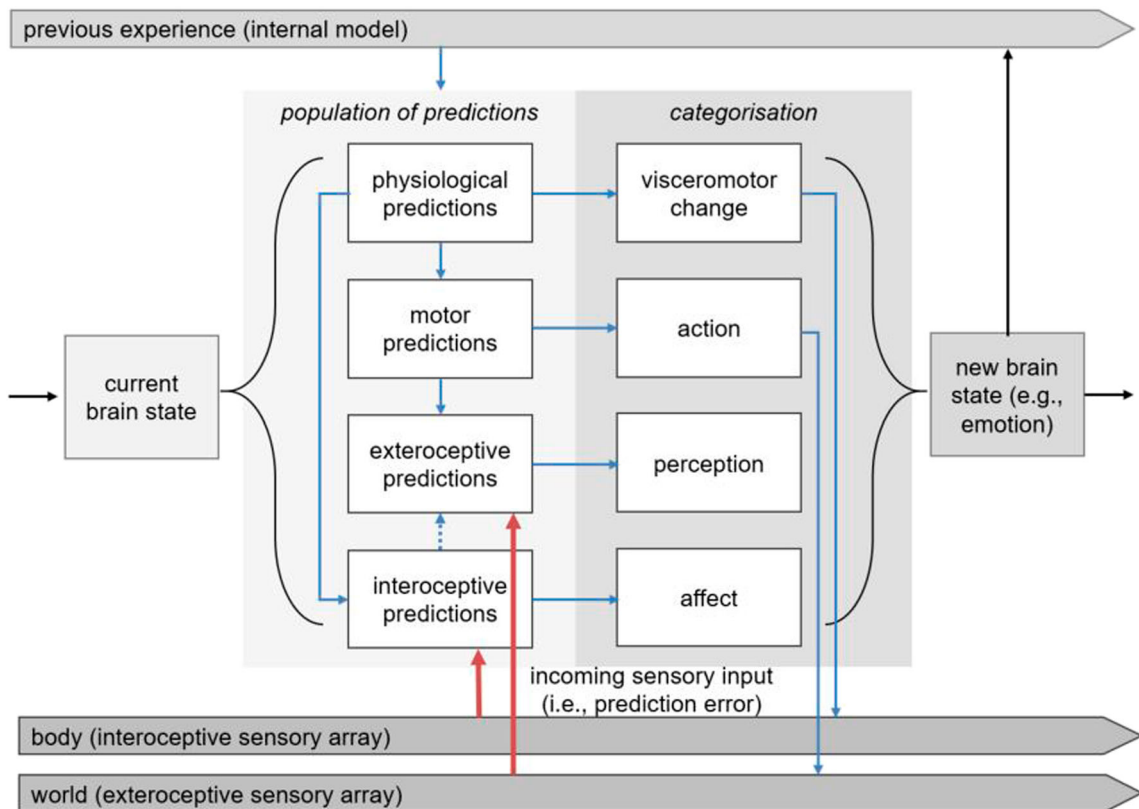 previous experience (internal model)
population of predictions
categorisation
physiological
predictions
visceromotor
change
motor
predictions
action
current
brain state
new brain
state (e.g.,
emotion)
exteroceptive
predictions
perception
interoceptive
predictions
affect
incoming sensory input
(i.e., prediction error)
body (interoceptive sensory array)
world (exteroceptive sensory array)